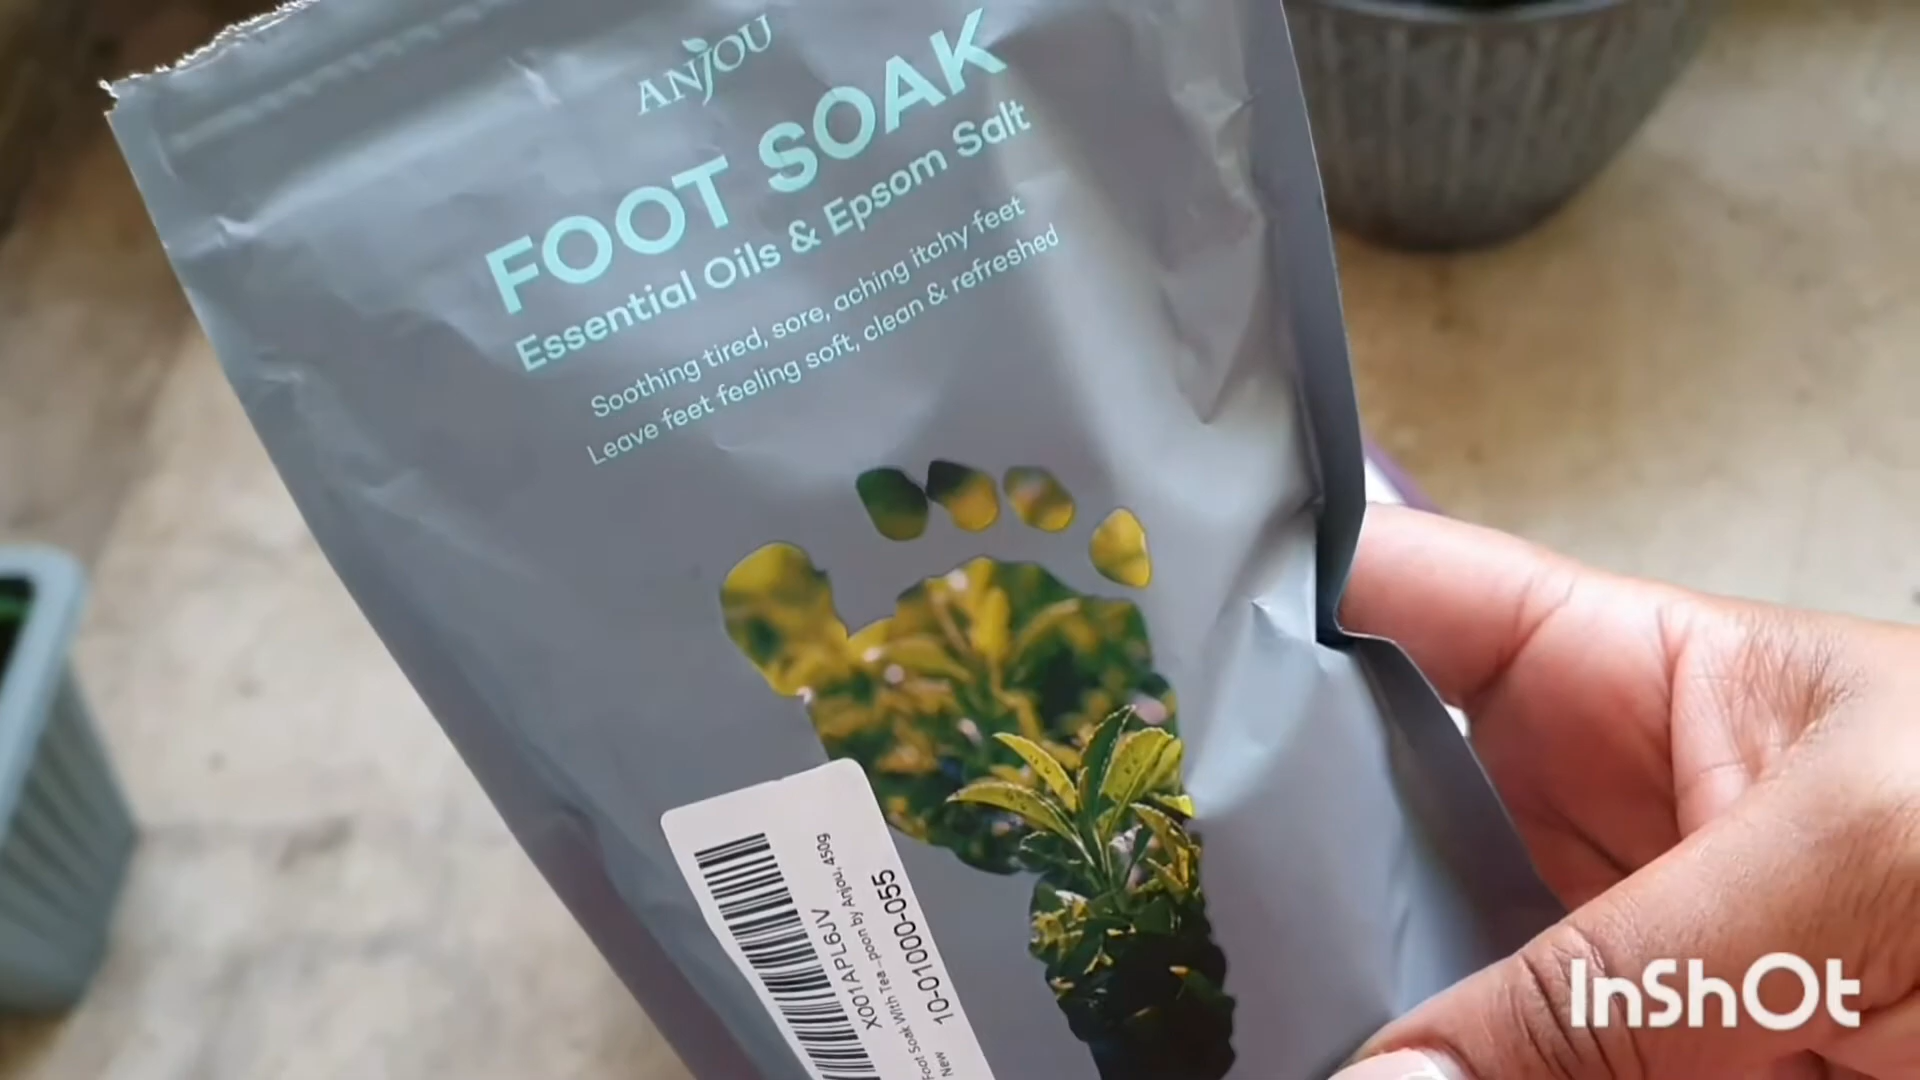 ANJOU
FOOT SOAK
Essential Oils & Epsom Salt
Soothing tired, sore, aching itchy feet
Leave feet feeling soft, clean & refreshed
X001APL6JV
Foot Soak With Tea...poon by Anjou, 450g
New
10-01000-055
InShOt